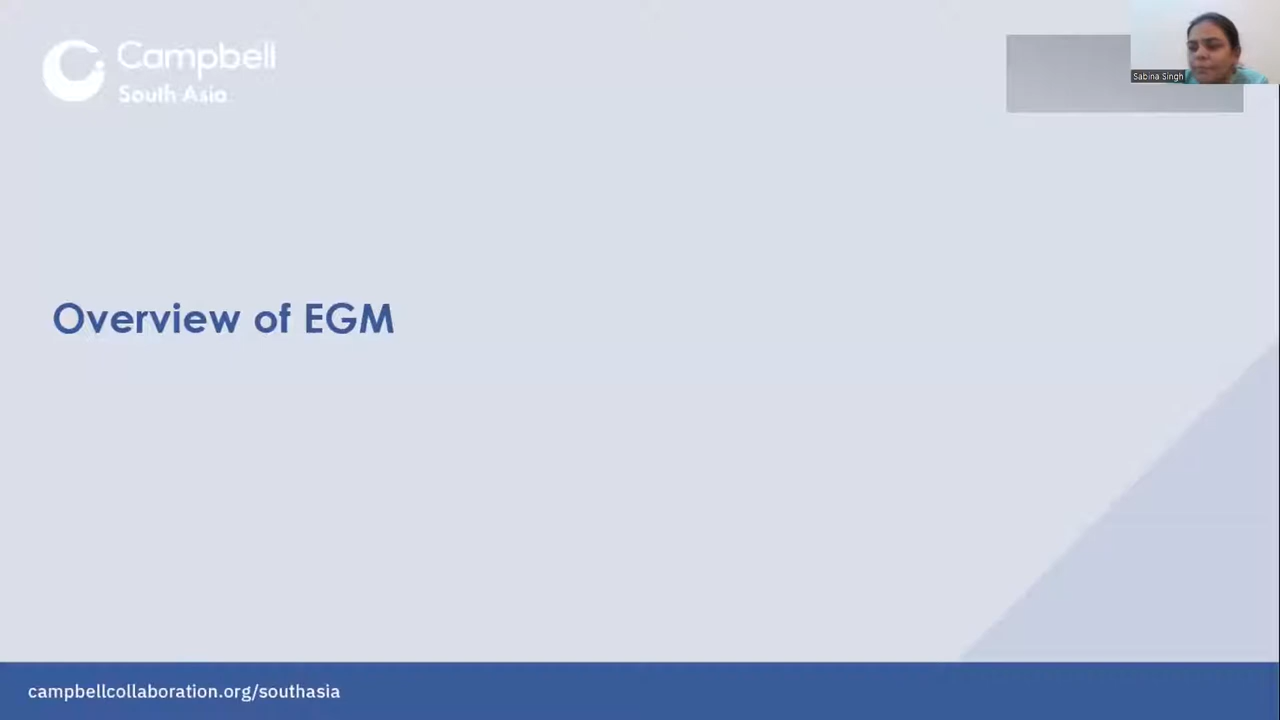 Campbell
South Asia
Sabina Singh
Overview of EGM
campbellcollaboration.org/southasia